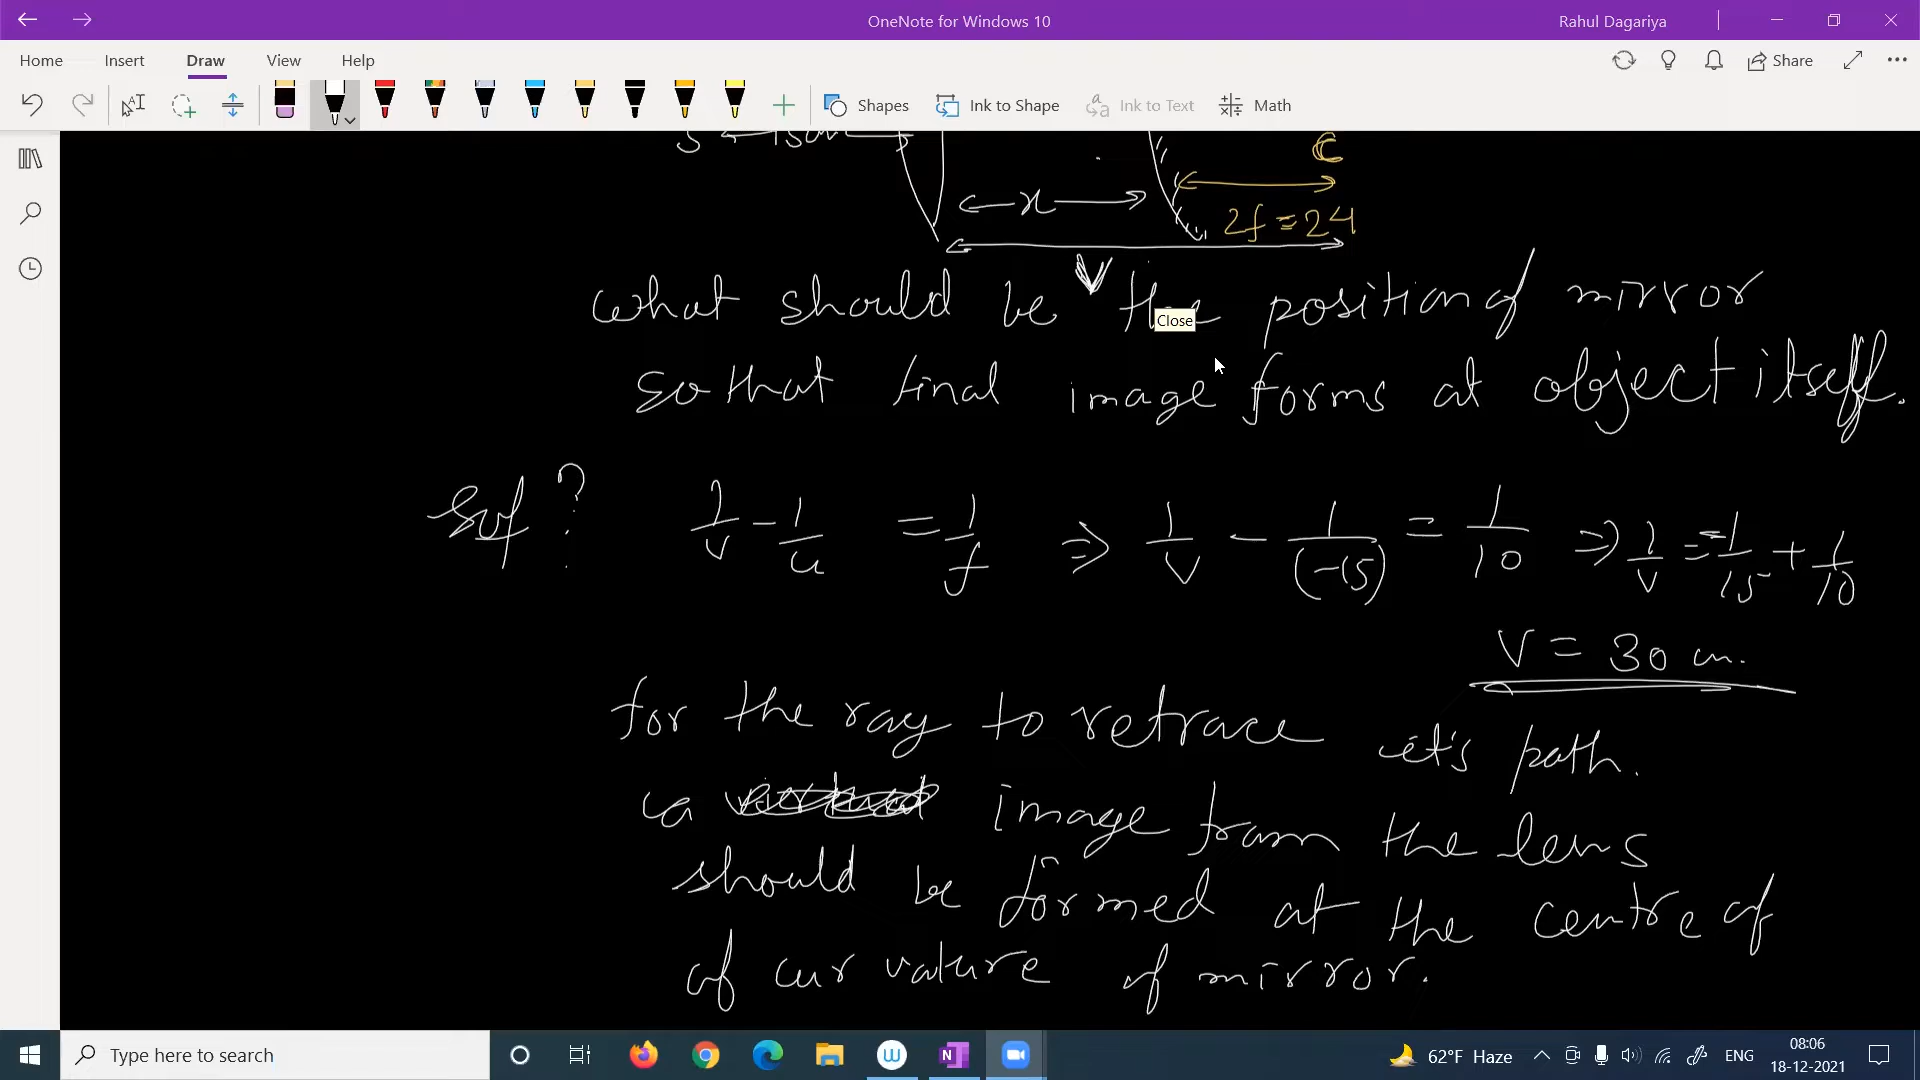 OneNote for Windows 10
Rahul Dagariya
Home Insert Draw View Help
Share
Shapes Ink to Shape Ink to Text Math
C
x
2f = 24
V
what should be the position of mirror
Close
so that final image forms at object itself.
Sol ? 1/v - 1/u = 1/f ⇒ 1/v - 1/(-15) = 1/10 ⇒ 1/v = -1/15 + 1/10
V = 30 cm.
for the ray to retrace it's path.
a image from the lens
should be formed at the centre of
of curvature of mirror.
Type here to search
62°F Haze
ENG
08:06
18-12-2021